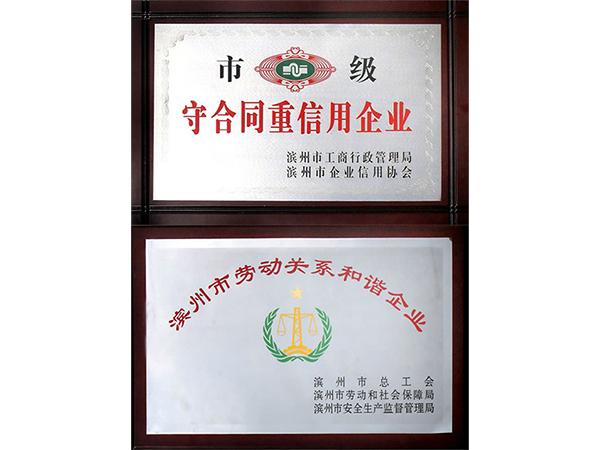 市 级
守合同重信用企业
滨州市工商行政管理局
滨州市企业信用协会
滨州市劳动关系和谐企业
滨州市总工会
滨州市劳动和社会保障局
滨州市安全生产监督管理局